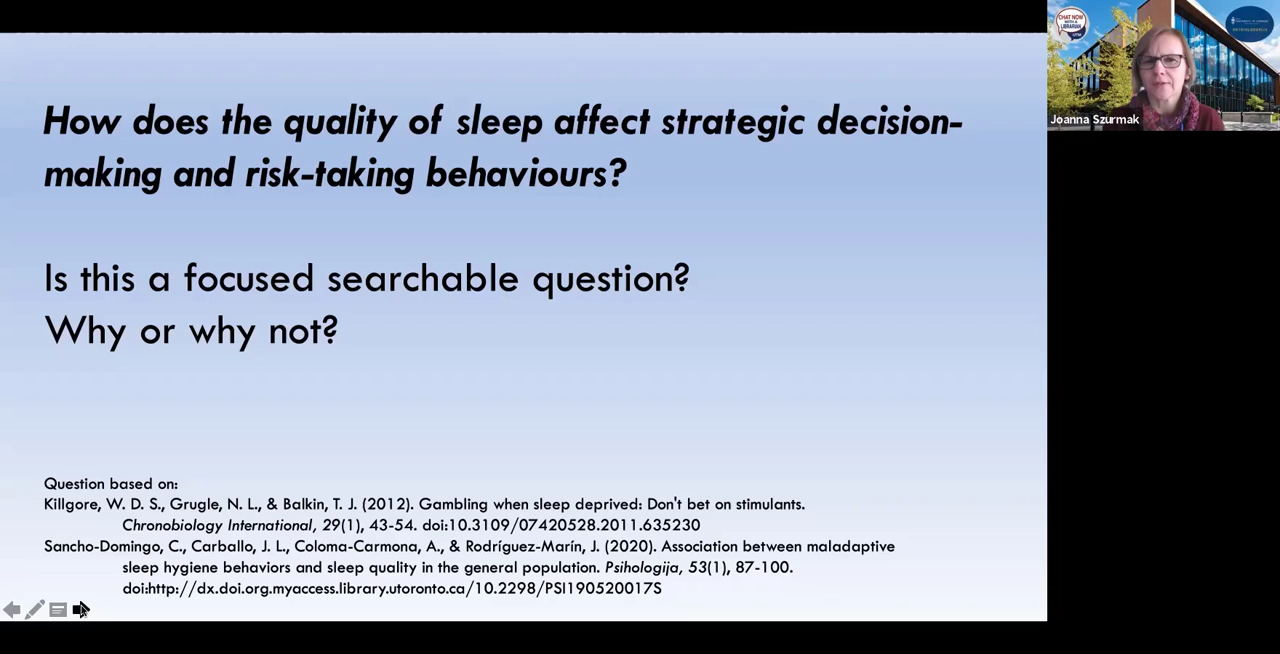 How does the quality of sleep affect strategic decision-
making and risk-taking behaviours?
Is this a focused searchable question?
Why or why not?
Question based on:
Killgore, W. D. S., Grugle, N. L., & Balkin, T. J. (2012). Gambling when sleep deprived: Don't bet on stimulants.
Chronobiology International, 29(1), 43-54. doi:10.3109/07420528.2011.635230
Sancho-Domingo, C., Carballo, J. L., Coloma-Carmona, A., & Rodríguez-Marín, J. (2020). Association between maladaptive
sleep hygiene behaviors and sleep quality in the general population. Psihologija, 53(1), 87-100.
doi:http://dx.doi.org.myaccess.library.utoronto.ca/10.2298/PSI190520017S
CHAT NOW
WITH A
LIBRARIAN
Joanna Szurmak